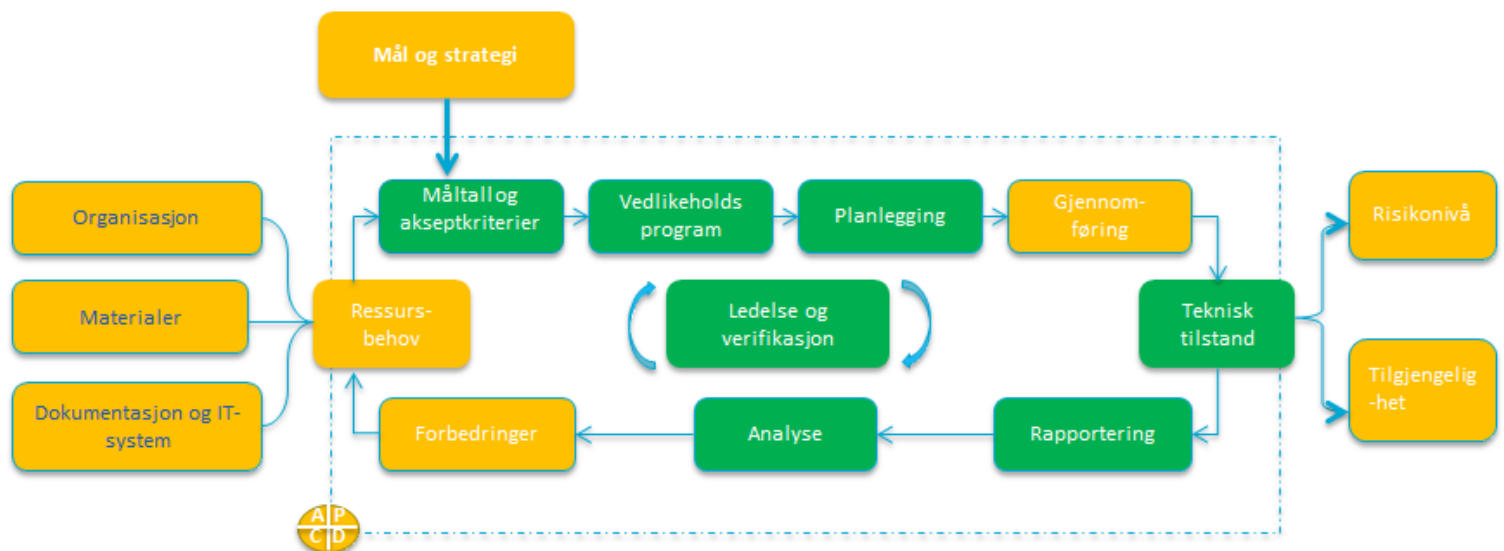 Mål og strategi
Måltall og
akseptkriterier
Vedlikeholds
program
Planlegging
Gjennom-
føring
Organisasjon
Materialer
Dokumentasjon og IT-
system
Ressurs-
behov
Ledelse og
verifikasjon
Teknisk
tilstand
Risikonivå
Tilgjengelig
-het
Forbedringer
Analyse
Rapportering
A P
C D